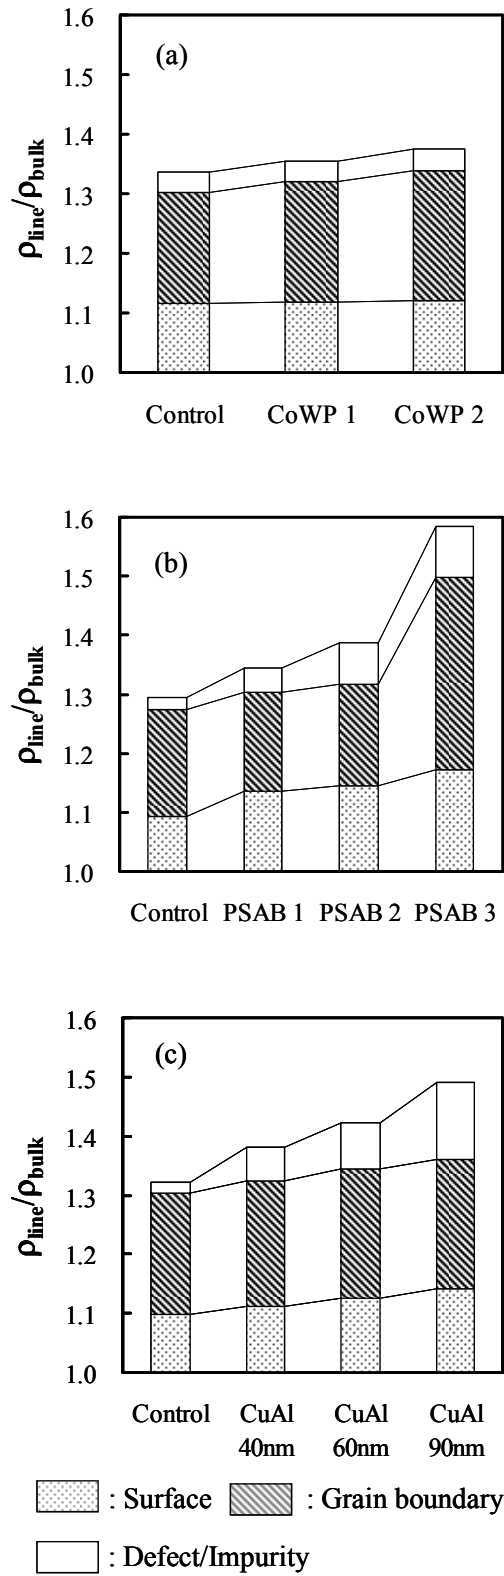 (a)
ρline/ρbulk
1.6
1.5
1.4
1.3
1.2
1.1
1.0
Control CoWP 1 CoWP 2
(b)
ρline/ρbulk
1.6
1.5
1.4
1.3
1.2
1.1
1.0
Control PSAB 1 PSAB 2 PSAB 3
(c)
ρline/ρbulk
1.6
1.5
1.4
1.3
1.2
1.1
1.0
Control CuAl CuAl CuAl
40nm 60nm 90nm
: Surface : Grain boundary
: Defect/Impurity